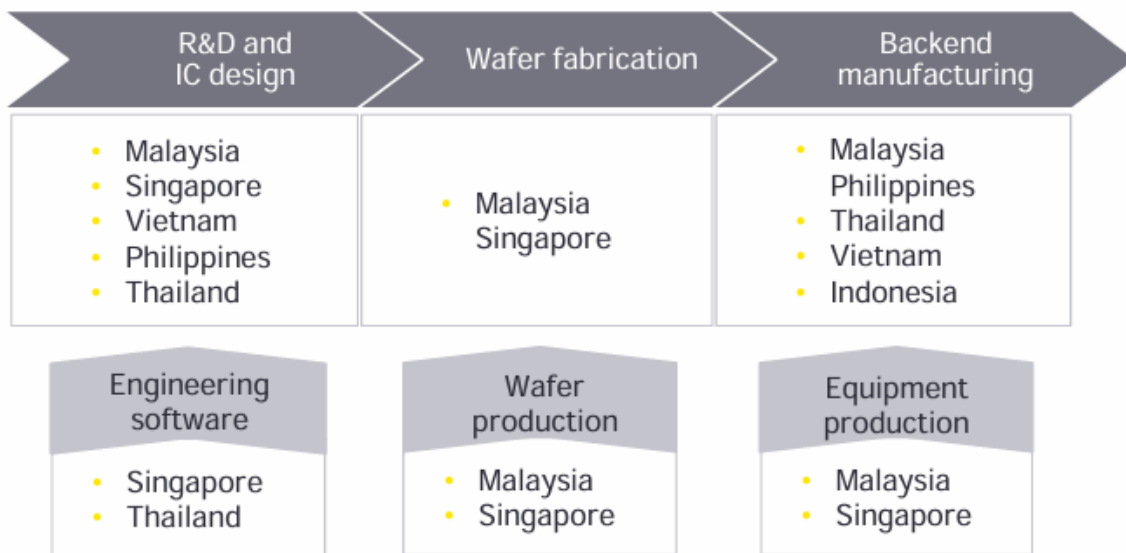 R&D and
IC design
Wafer fabrication
Backend
manufacturing
• Malaysia
• Singapore
• Vietnam
• Philippines
• Thailand
• Malaysia
Singapore
• Malaysia
Philippines
• Thailand
• Vietnam
• Indonesia
Engineering
software
Wafer
production
Equipment
production
• Singapore
• Thailand
• Malaysia
• Singapore
• Malaysia
• Singapore